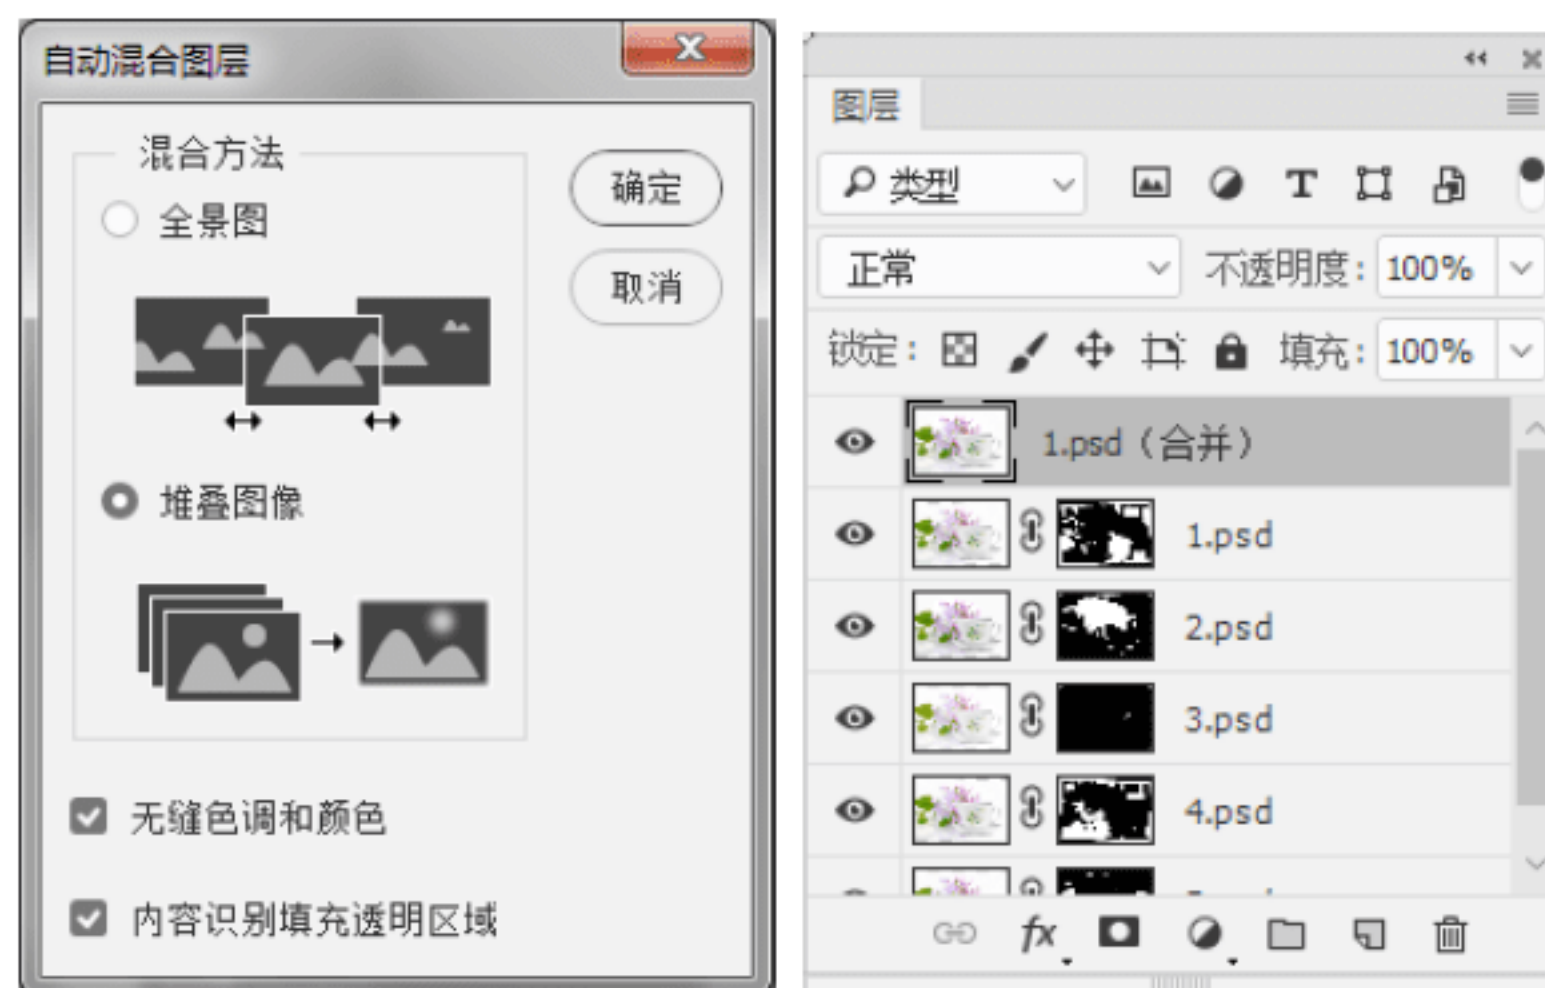 自动混合图层
混合方法
确定
全景图
取消
堆叠图像
无缝色调和颜色
内容识别填充透明区域
图层
类型
正常 不透明度: 100%
锁定: 填充: 100%
1.psd（合并）
1.psd
2.psd
3.psd
4.psd
fx